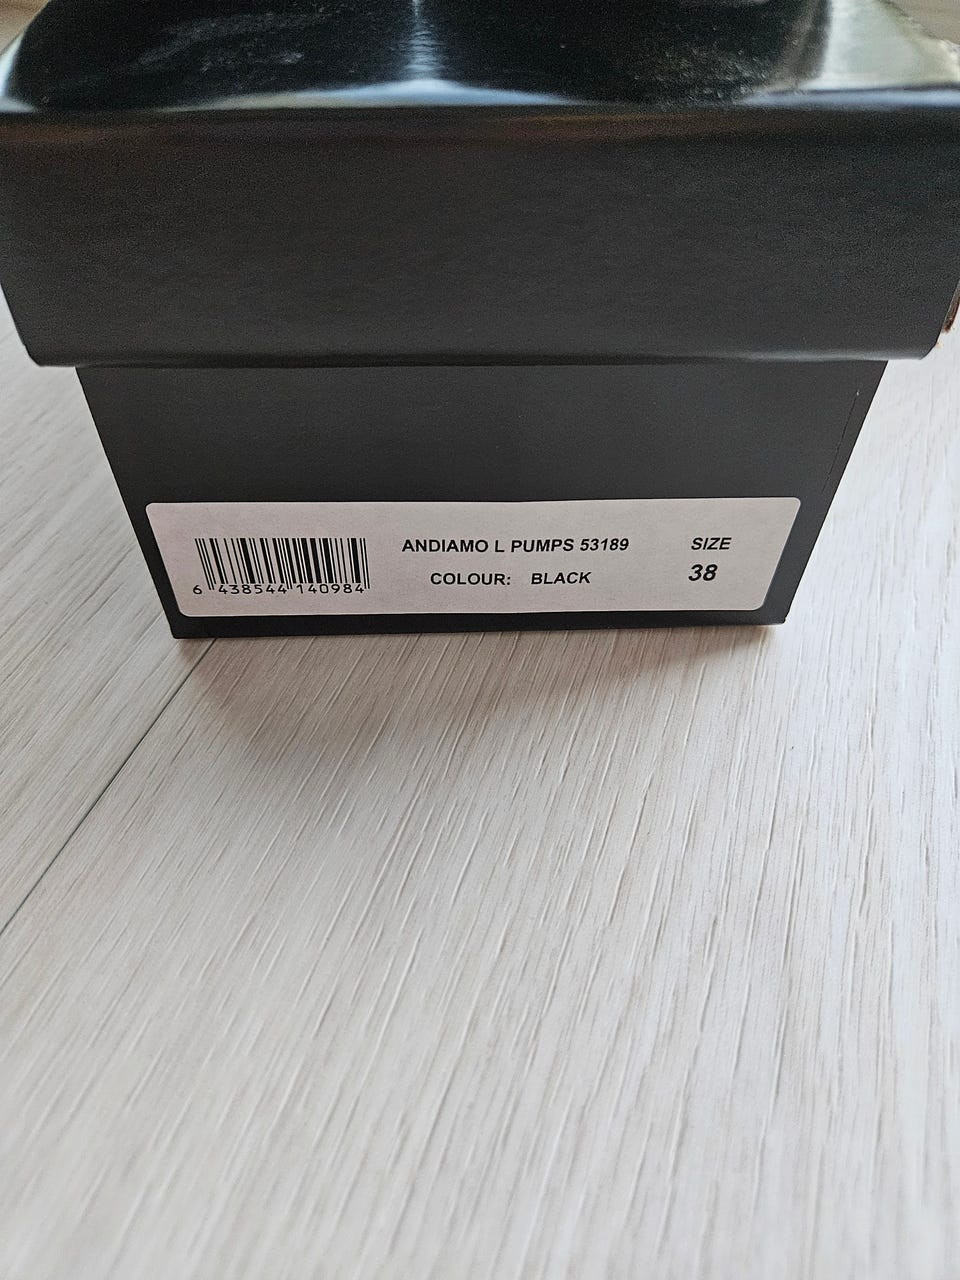 ANDIAMO L PUMPS 53189 SIZE
COLOUR: BLACK 38
6 438544 140984